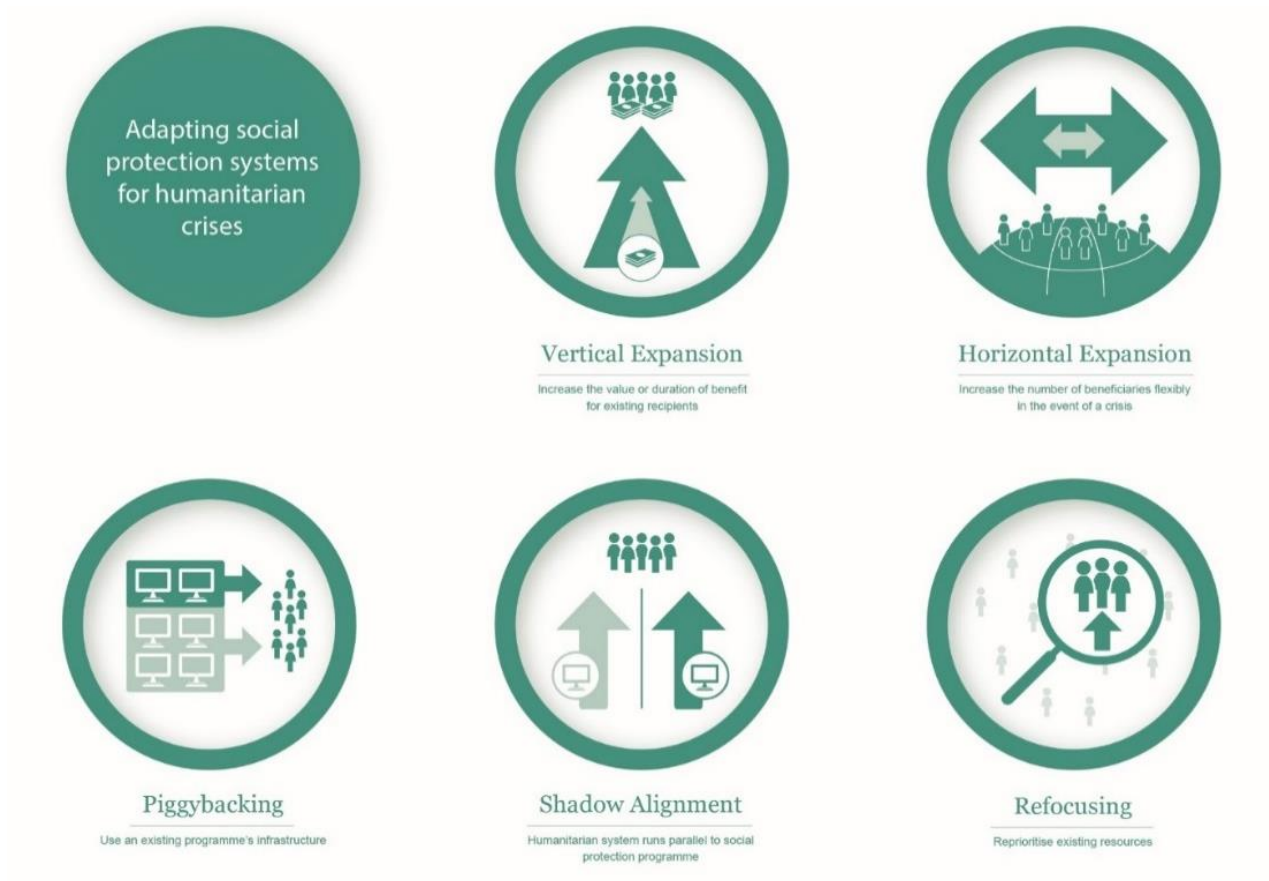 Adapting social
protection systems
for humanitarian
crises
Vertical Expansion
Increase the value or duration of benefit
for existing recipients
Horizontal Expansion
Increase the number of beneficiaries flexibly
in the event of a crisis
Piggybacking
Use an existing programme's infrastructure
Shadow Alignment
Humanitarian system runs parallel to social
protection programme
Refocusing
Reprioritise existing resources